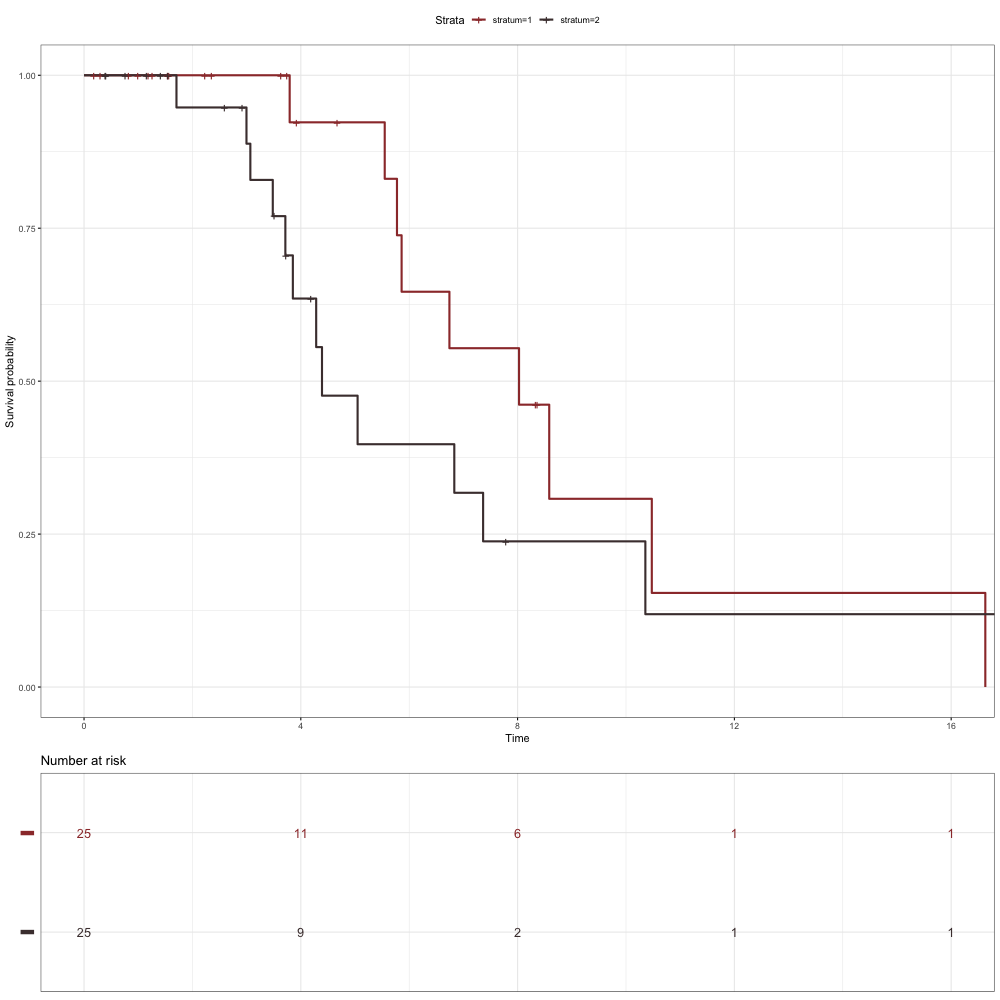 Strata stratum=1 stratum=2
1.00
0.75
0.50
0.25
0.00
Survival probability
0 4 8 12 16
Time
Number at risk
25 11 6 1 1
25 9 2 1 1